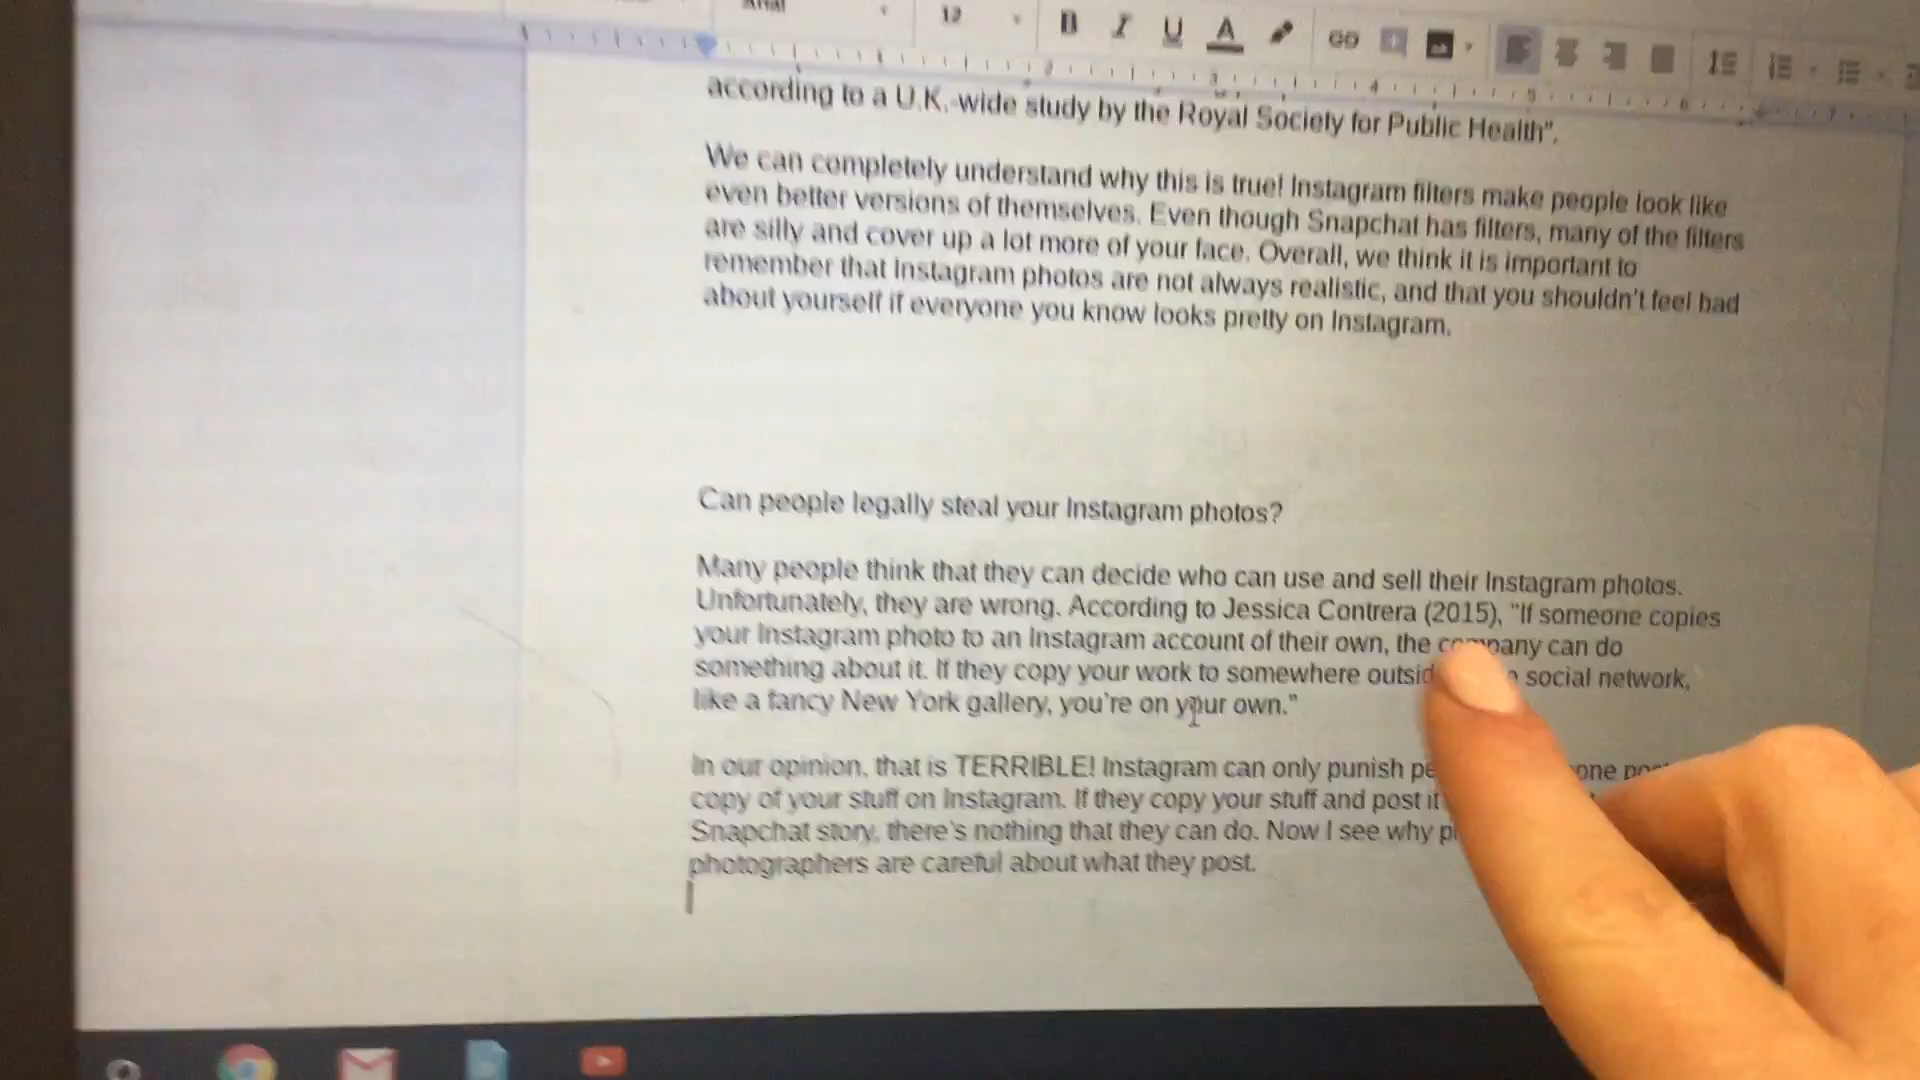 Arial 12 B I U A
2 3 4 5 6 7
according to a U.K.-wide study by the Royal Society for Public Health".
We can completely understand why this is true! Instagram filters make people look like
even better versions of themselves. Even though Snapchat has filters, many of the filters
are silly and cover up a lot more of your face. Overall, we think it is important to
remember that Instagram photos are not always realistic, and that you shouldn't feel bad
about yourself if everyone you know looks pretty on Instagram.
Can people legally steal your Instagram photos?
Many people think that they can decide who can use and sell their Instagram photos.
Unfortunately, they are wrong. According to Jessica Contrera (2015), "If someone copies
your Instagram photo to an Instagram account of their own, the company can do
something about it. If they copy your work to somewhere social network,
like a fancy New York gallery, you're on your own."
In our opinion, that is TERRIBLE! Instagram can only punish
copy of your stuff on Instagram. If they copy your stuff and post it
Snapchat story, there's nothing that they can do. Now I see why
photographers are careful about what they post.